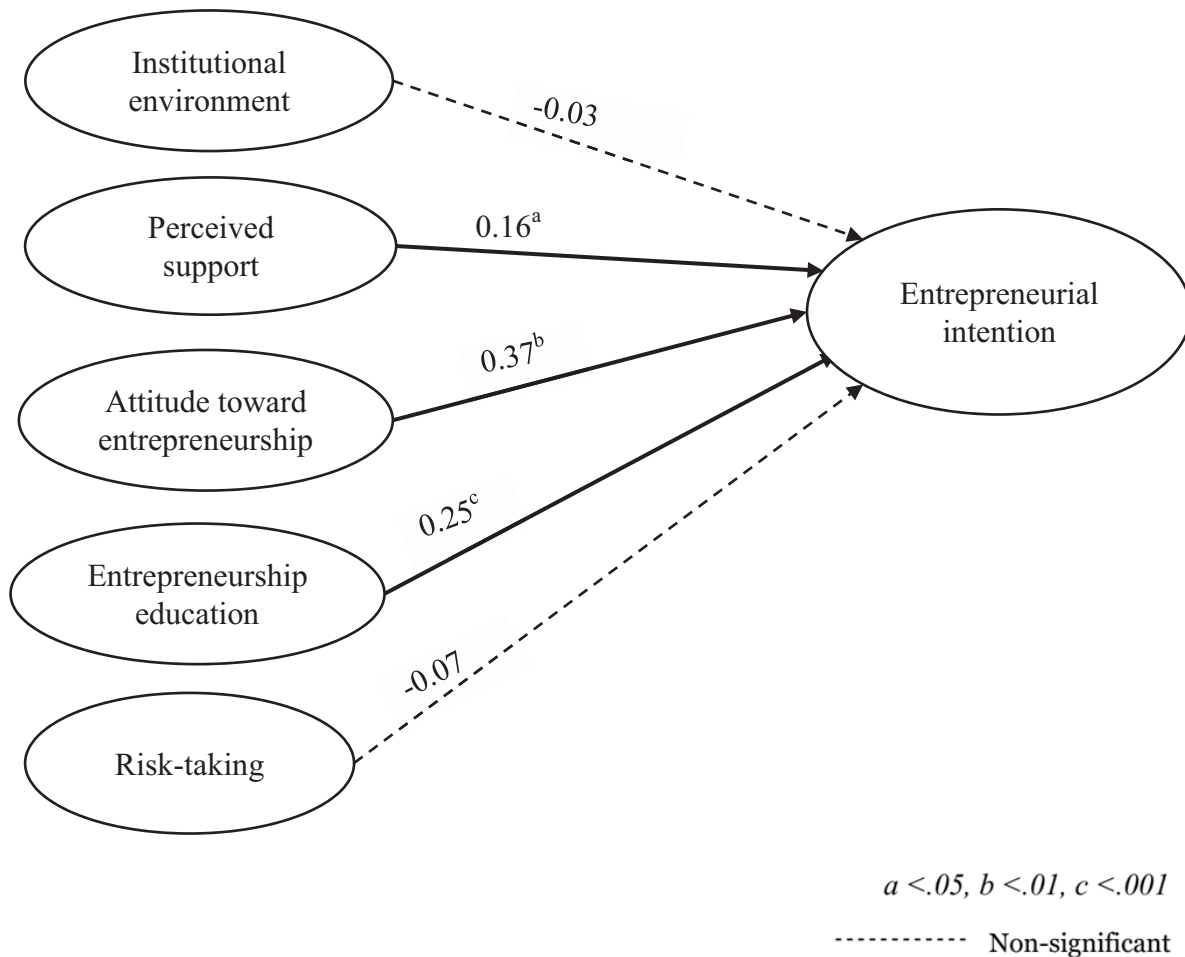 Institutional
environment
-0.03
Perceived
support
0.16ᵃ
Entrepreneurial
intention
Attitude toward
entrepreneurship
0.37ᵇ
Entrepreneurship
education
0.25ᶜ
Risk-taking
-0.07
a <.05, b <.01, c <.001
Non-significant